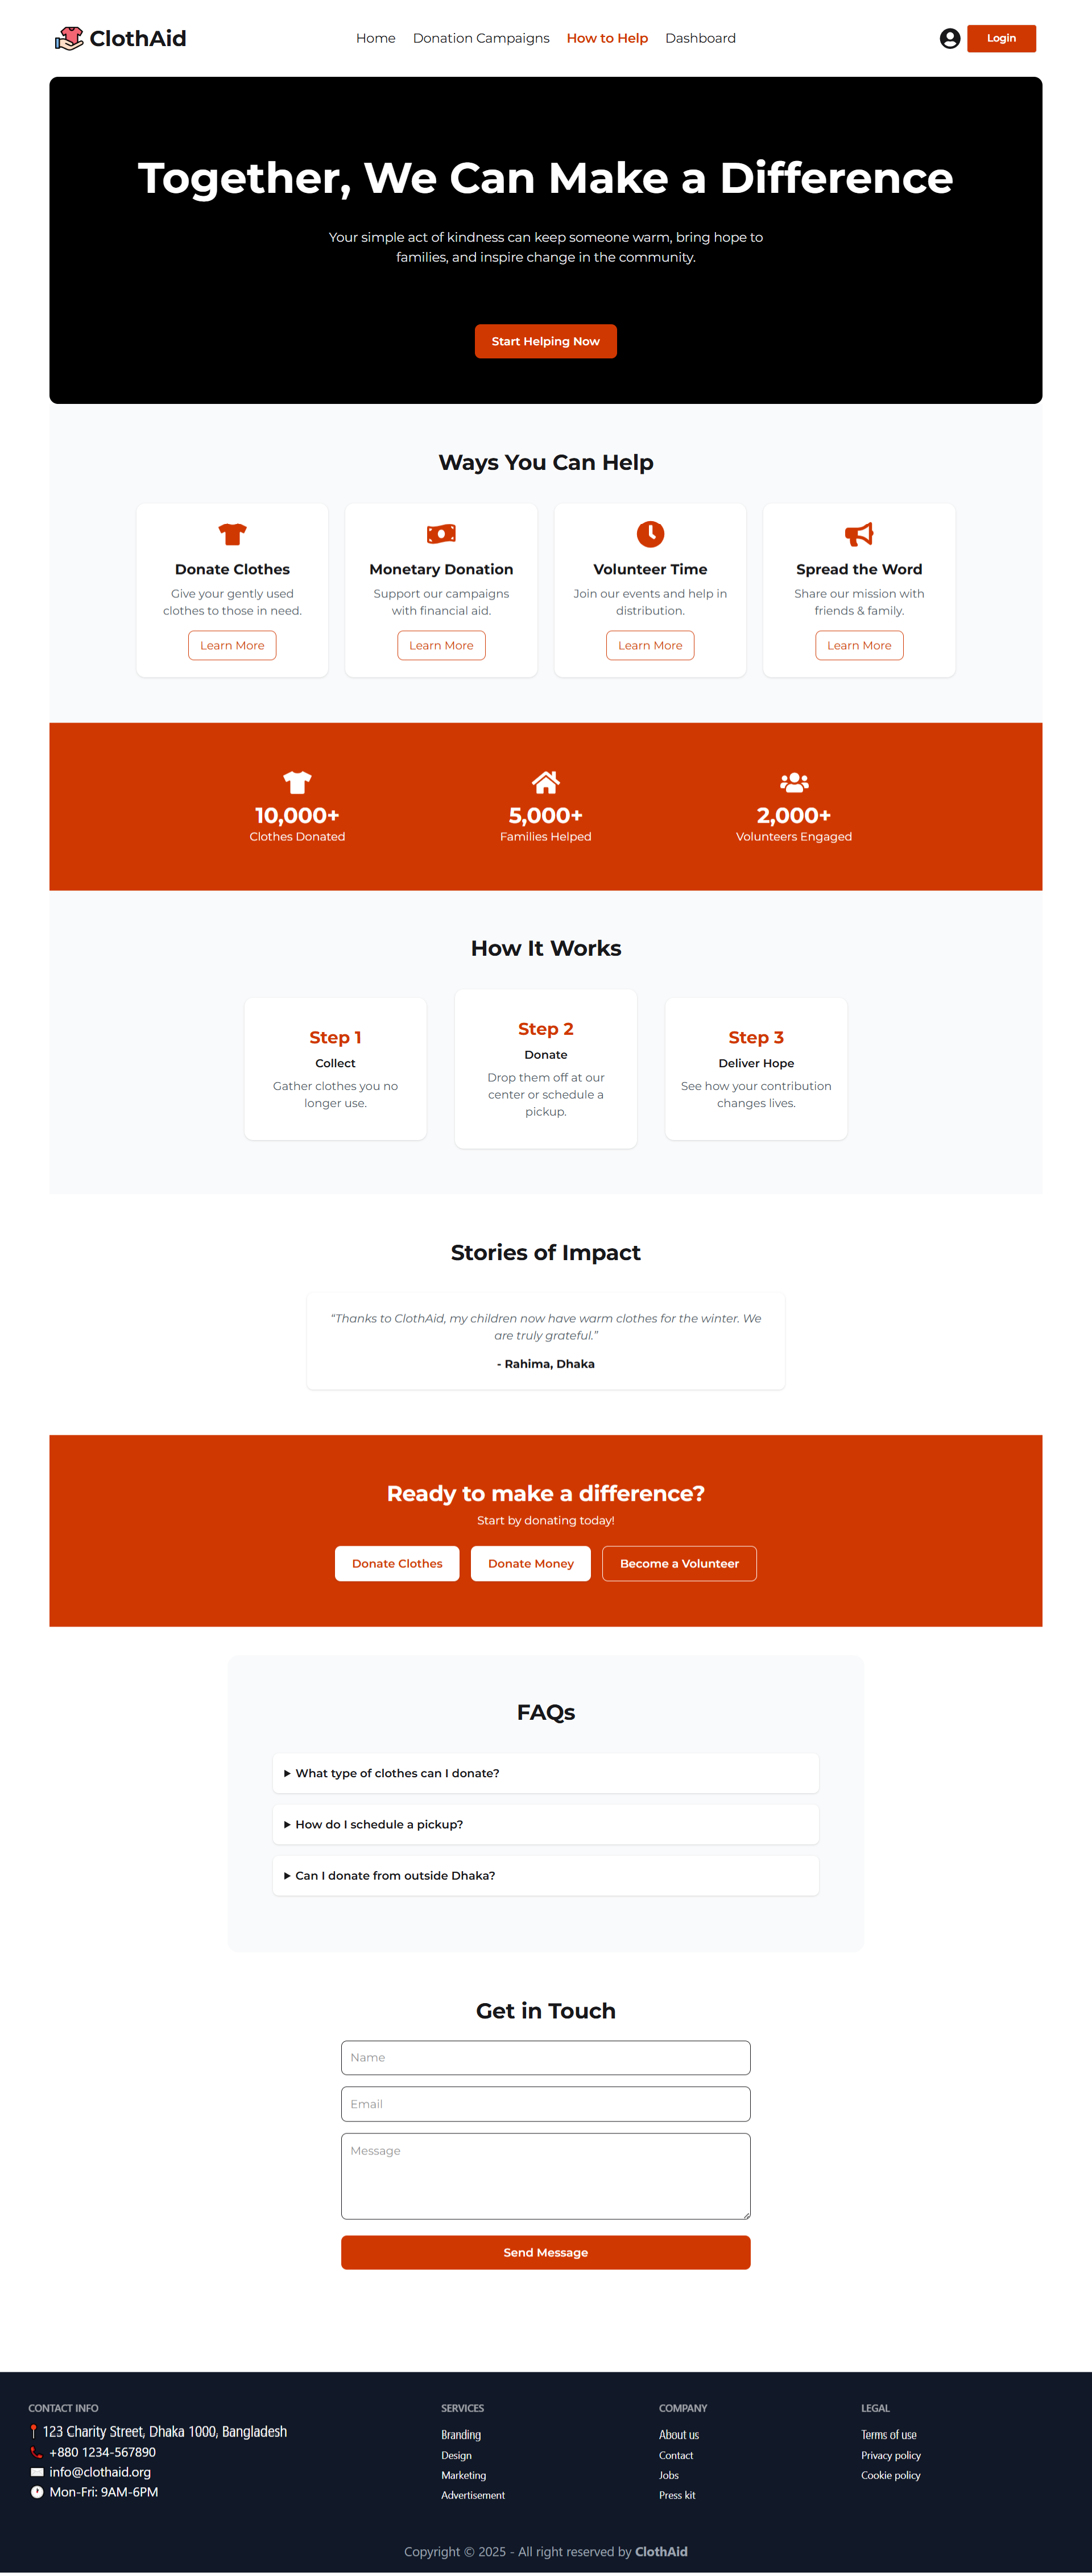 ClothAid
Home
Donation Campaigns
How to Help
Dashboard
Login
Together, We Can Make a Difference
Your simple act of kindness can keep someone warm, bring hope to
families, and inspire change in the community.
Start Helping Now
Ways You Can Help
Donate Clothes
Give your gently used
clothes to those in need.
Learn More
Monetary Donation
Support our campaigns
with financial aid.
Learn More
Volunteer Time
Join our events and help in
distribution.
Learn More
Spread the Word
Share our mission with
friends & family.
Learn More
10,000+
Clothes Donated
5,000+
Families Helped
2,000+
Volunteers Engaged
How It Works
Step 1
Collect
Gather clothes you no
longer use.
Step 2
Donate
Drop them off at our
center or schedule a
pickup.
Step 3
Deliver Hope
See how your contribution
changes lives.
Stories of Impact
“Thanks to ClothAid, my children now have warm clothes for the winter. We
are truly grateful.”
- Rahima, Dhaka
Ready to make a difference?
Start by donating today!
Donate Clothes
Donate Money
Become a Volunteer
FAQs
What type of clothes can I donate?
How do I schedule a pickup?
Can I donate from outside Dhaka?
Get in Touch
Name
Email
Message
Send Message
CONTACT INFO
123 Charity Street, Dhaka 1000, Bangladesh
+880 1234-567890
info@clothaid.org
Mon-Fri: 9AM-6PM
SERVICES
Branding
Design
Marketing
Advertisement
COMPANY
About us
Contact
Jobs
Press kit
LEGAL
Terms of use
Privacy policy
Cookie policy
Copyright © 2025 - All right reserved by ClothAid